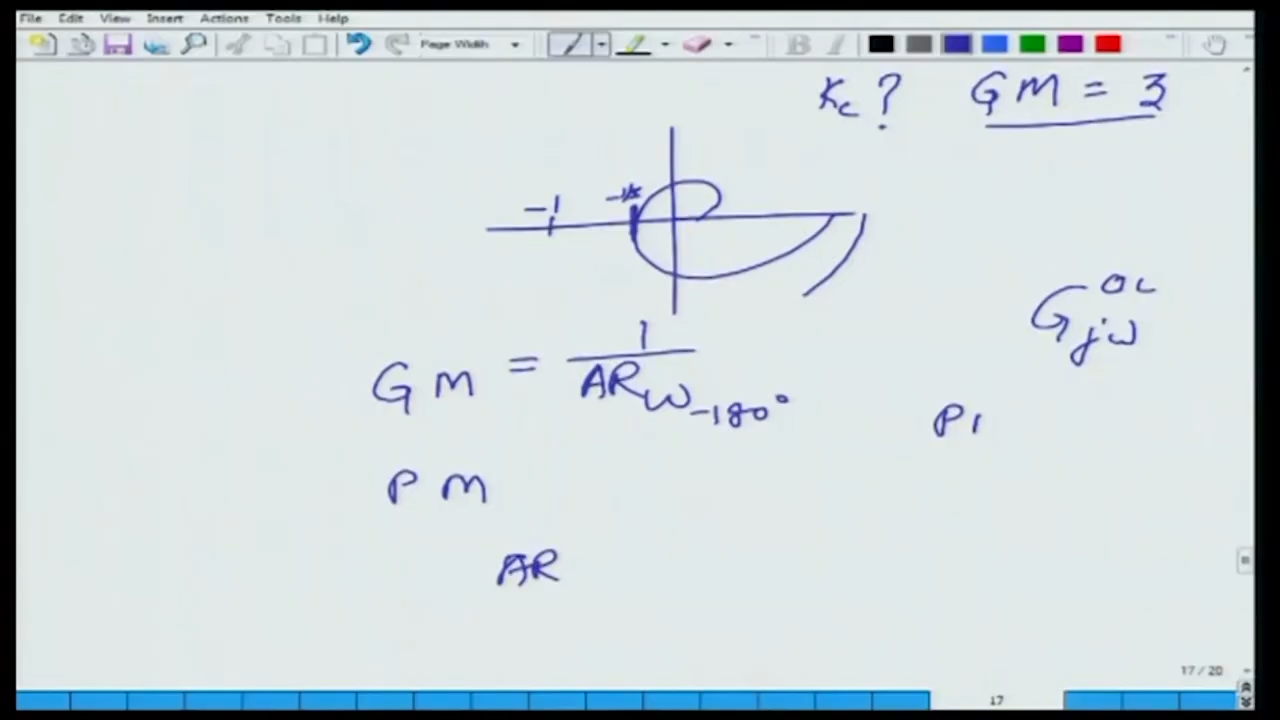 File Edit View Insert Actions Tools Help
Page Width
Kc? GM = 3
-1
GM = 1 / AR ω-180°
G OL jω
PM
AR
17 / 20
17